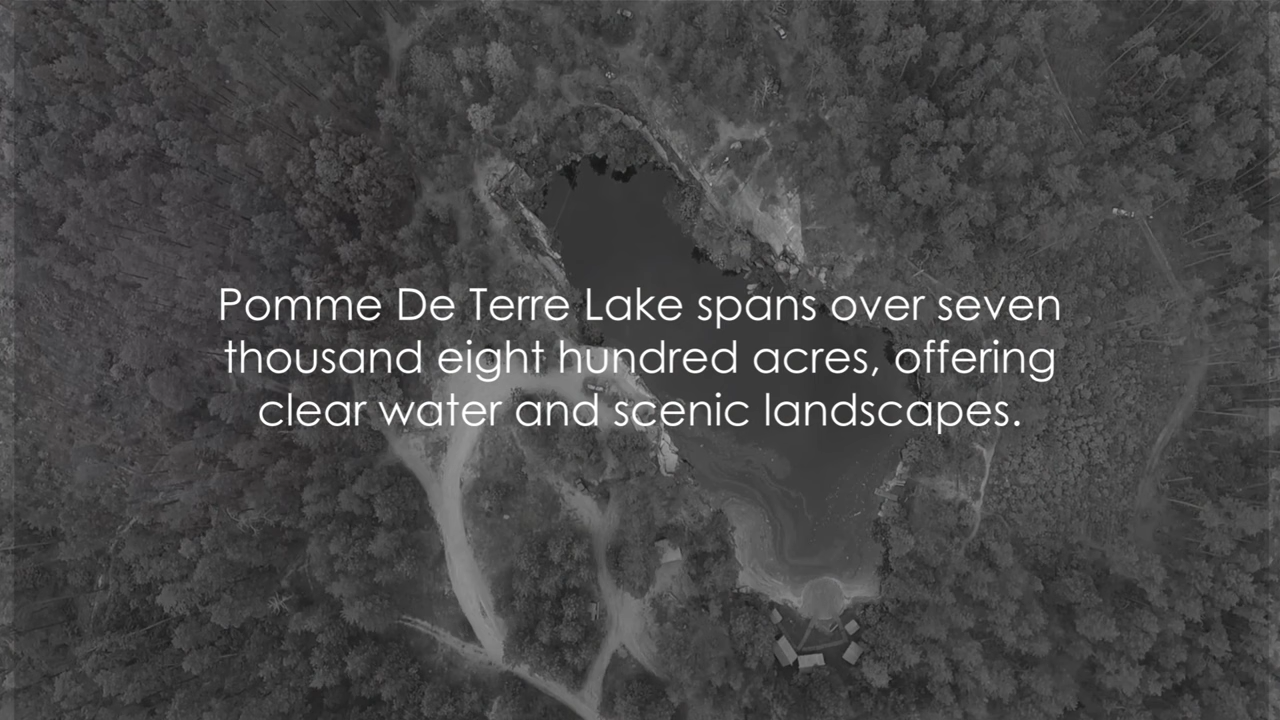 Pomme De Terre Lake spans over seven
thousand eight hundred acres, offering
clear water and scenic landscapes.